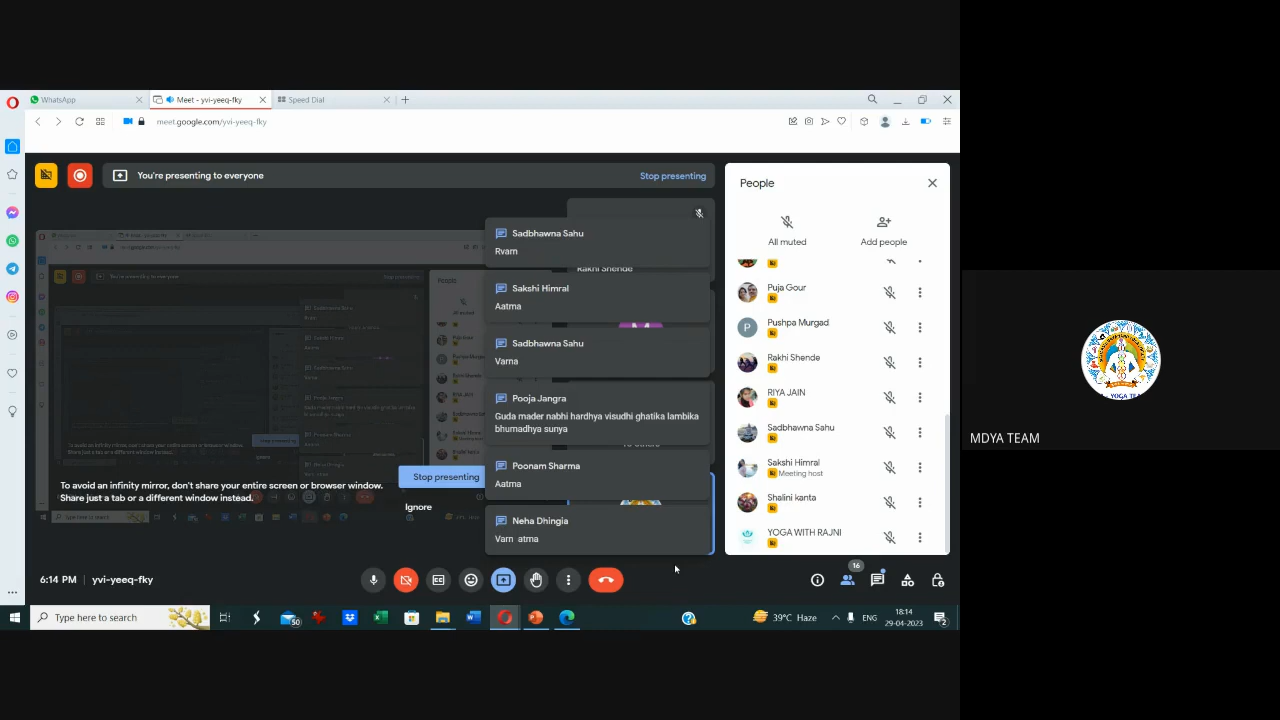 WhatsApp
Meet - yvi-yeeq-fky
Speed Dial
meet.google.com/yvi-yeeq-fky
You're presenting to everyone
Stop presenting
Sadbhawna Sahu
Rvam
Rakhi Shende
Sakshi Himral
Aatma
Sadbhawna Sahu
Varna
Pooja Jangra
Guda mader nabhi hardhya visudhi ghatika lambika
bhumadhya sunya
Poonam Sharma
Aatma
Neha Dhingia
Varn atma
To avoid an infinity mirror, don't share your entire screen or browser window.
Share just a tab or a different window instead.
Stop presenting
Ignore
People
All muted
Add people
Puja Gour
Pushpa Murgad
P
Rakhi Shende
RIYA JAIN
Sadbhawna Sahu
Sakshi Himral
Meeting host
Shalini kanta
YOGA WITH RAJNI
6:14 PM
yvi-yeeq-fky
16
Type here to search
50
39°C Haze
ENG
18:14
29-04-2023
2
MDYA TEAM